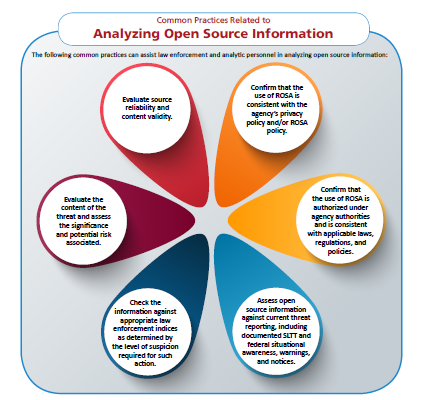 Common Practices Related to
Analyzing Open Source Information
The following common practices can assist law enforcement and analytic personnel in analyzing open source information:
Evaluate source
reliability and
content validity.
Confirm that the
use of ROSA is
consistent with the
agency's privacy
policy and/or ROSA
policy.
Evaluate the
content of the
threat and assess
the significance
and potential risk
associated.
Confirm that
the use of ROSA is
authorized under
agency authorities
and is consistent
with applicable laws,
regulations, and
policies.
Check the
information against
appropriate law
enforcement indices
as determined by
the level of suspicion
required for such
action.
Assess open
source information
against current threat
reporting, including
documented SLTT and
federal situational
awareness, warnings,
and notices.